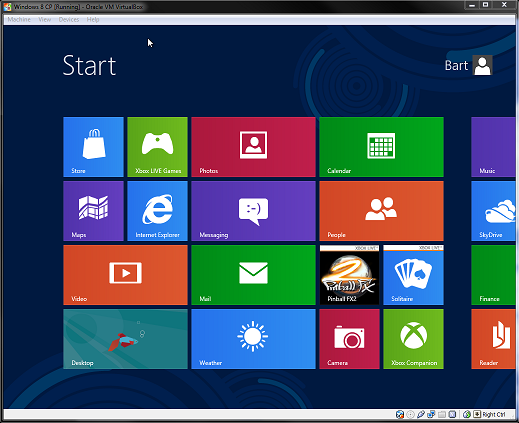 Windows 8 CP [Running] - Oracle VM VirtualBox
Machine View Devices Help
Start
Bart
Store
Xbox LIVE Games
Photos
Calendar
Music
Maps
Internet Explorer
Messaging
People
SkyDrive
XBOX LIVE
XBOX LIVE
Pinball FX
Video
Mail
Pinball FX2
Solitaire
Finance
Desktop
Weather
Camera
Xbox Companion
Reader
Right Ctrl